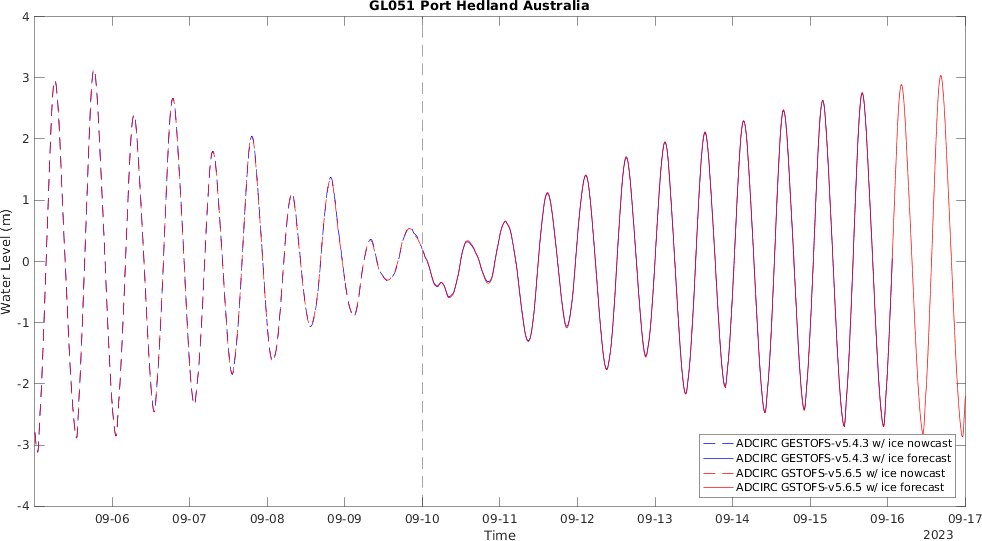 GL051 Port Hedland Australia
4
3
2
1
0
-1
-2
-3
-4
Water Level (m)
ADCIRC GESTOFS-v5.4.3 w/ ice nowcast
ADCIRC GESTOFS-v5.4.3 w/ ice forecast
ADCIRC GSTOFS-v5.6.5 w/ ice nowcast
ADCIRC GSTOFS-v5.6.5 w/ ice forecast
09-06 09-07 09-08 09-09 09-10 09-11 09-12 09-13 09-14 09-15 09-16 09-17
Time
2023